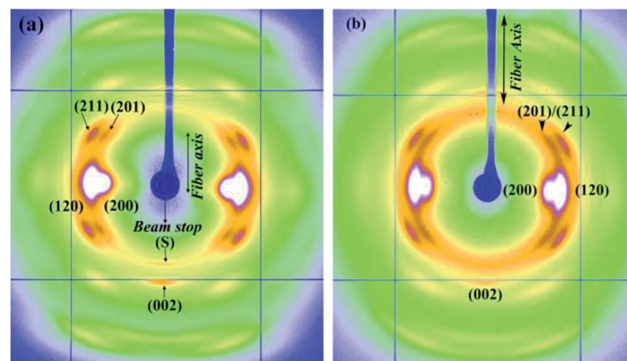 (a)
(211) (201)
Fiber axis
(120)
(200)
Beam stop
(S)
(002)
(b)
Fiber Axis
(201)/(211)
(200)
(120)
(002)